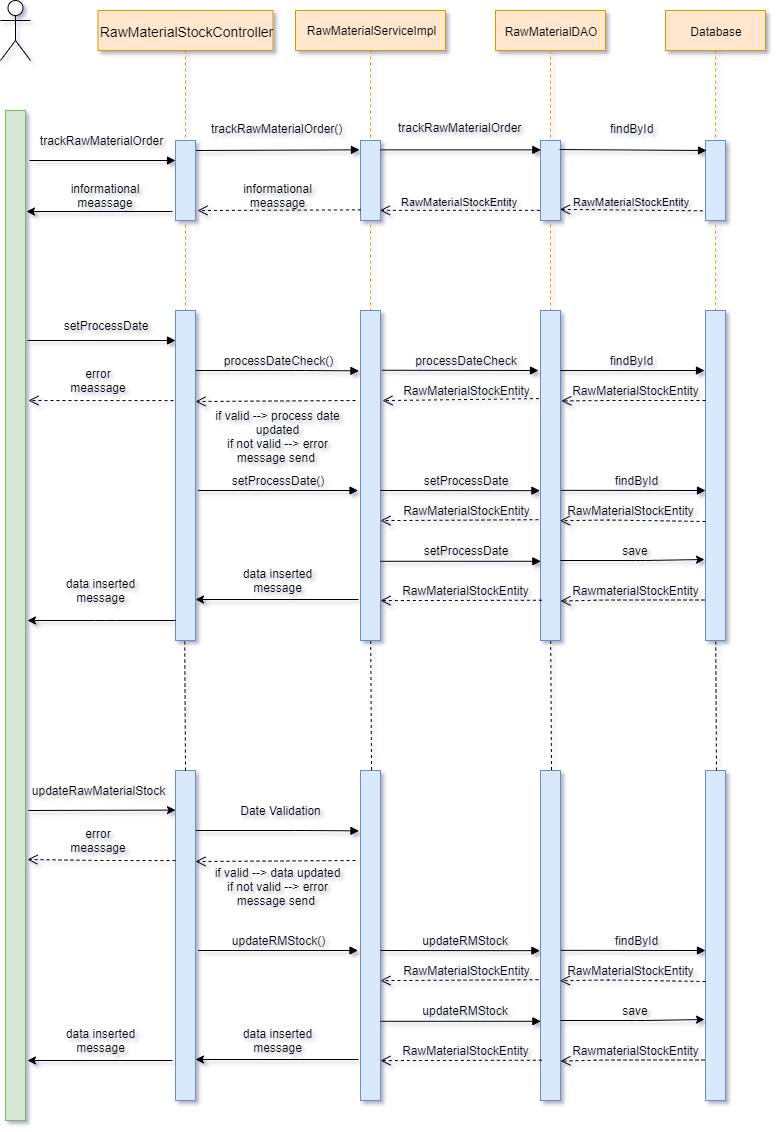 RawMaterialStockController
RawMaterialServiceImpl
RawMaterialDAO
Database
trackRawMaterialOrder
trackRawMaterialOrder()
trackRawMaterialOrder
findById
informational
meassage
informational
meassage
RawMaterialStockEntity
RawMaterialStockEntity
setProcessDate
processDateCheck()
processDateCheck
findById
error
meassage
RawMaterialStockEntity
RawMaterialStockEntity
if valid --> process date
updated
if not valid --> error
message send
setProcessDate()
setProcessDate
findById
RawMaterialStockEntity
RawMaterialStockEntity
setProcessDate
save
data inserted
message
data inserted
message
RawMaterialStockEntity
RawmaterialStockEntity
updateRawMaterialStock
Date Validation
error
meassage
if valid --> data updated
if not valid --> error
message send
updateRMStock()
updateRMStock
findById
RawMaterialStockEntity
RawMaterialStockEntity
updateRMStock
save
data inserted
message
data inserted
message
RawMaterialStockEntity
RawmaterialStockEntity